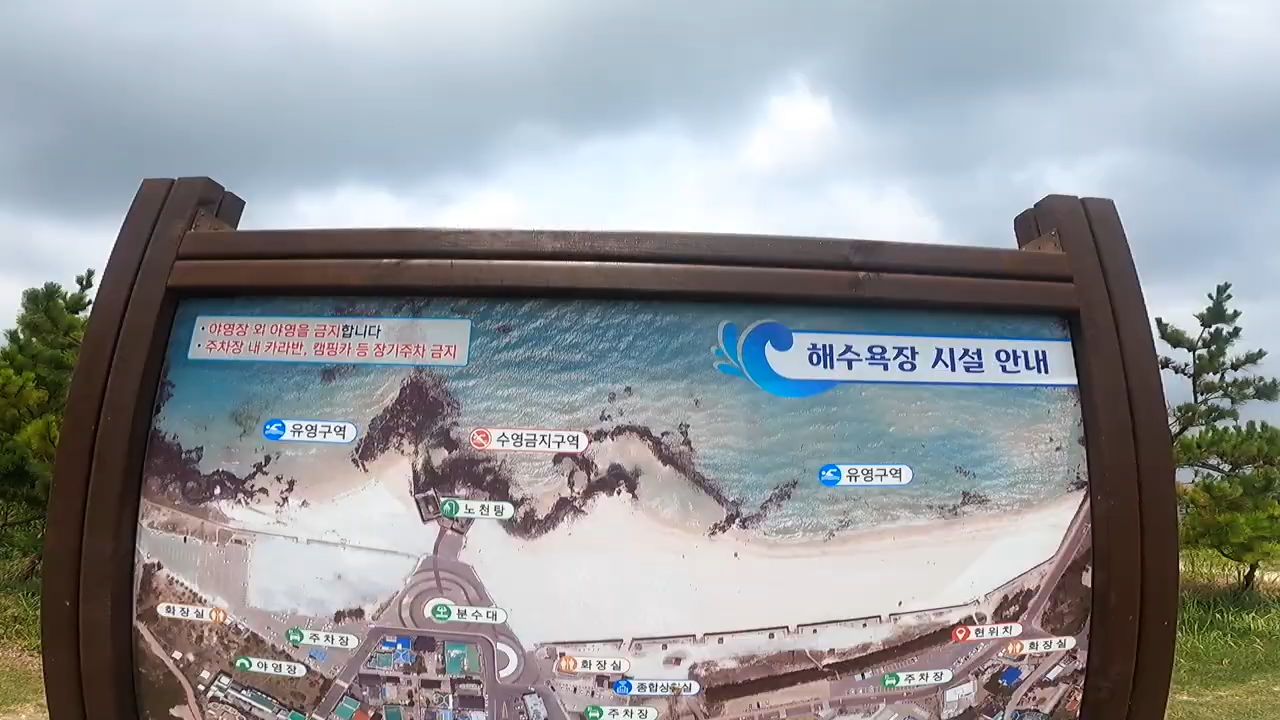 · 야영장 외 야영을 금지합니다
· 주차장 내 카라반, 캠핑카 등 장기주차 금지
해수욕장 시설 안내
유영구역
수영금지구역
유영구역
노천탕
화장실
분수대
주차장
현위치
화장실
야영장
화장실
주차장
종합상황실
주차장